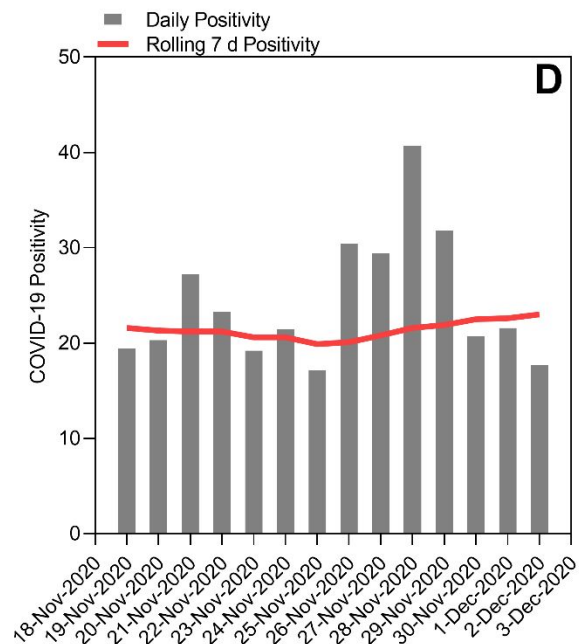 Daily Positivity
Rolling 7 d Positivity
D
50
40
30
20
10
0
COVID-19 Positivity
18-Nov-2020
19-Nov-2020
20-Nov-2020
21-Nov-2020
22-Nov-2020
23-Nov-2020
24-Nov-2020
25-Nov-2020
26-Nov-2020
27-Nov-2020
28-Nov-2020
29-Nov-2020
30-Nov-2020
1-Dec-2020
2-Dec-2020
3-Dec-2020